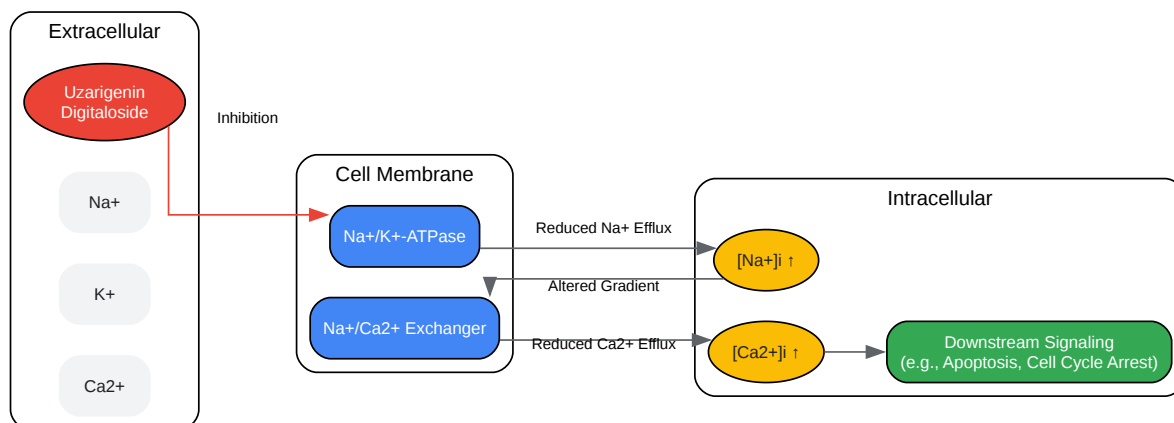 Extracellular
Uzarigenin
Digitaloside
Na+
K+
Ca2+
Inhibition
Cell Membrane
Na+/K+-ATPase
Na+/Ca2+ Exchanger
Reduced Na+ Efflux
Altered Gradient
Reduced Ca2+ Efflux
Intracellular
[Na+]i ↑
[Ca2+]i ↑
Downstream Signaling
(e.g., Apoptosis, Cell Cycle Arrest)